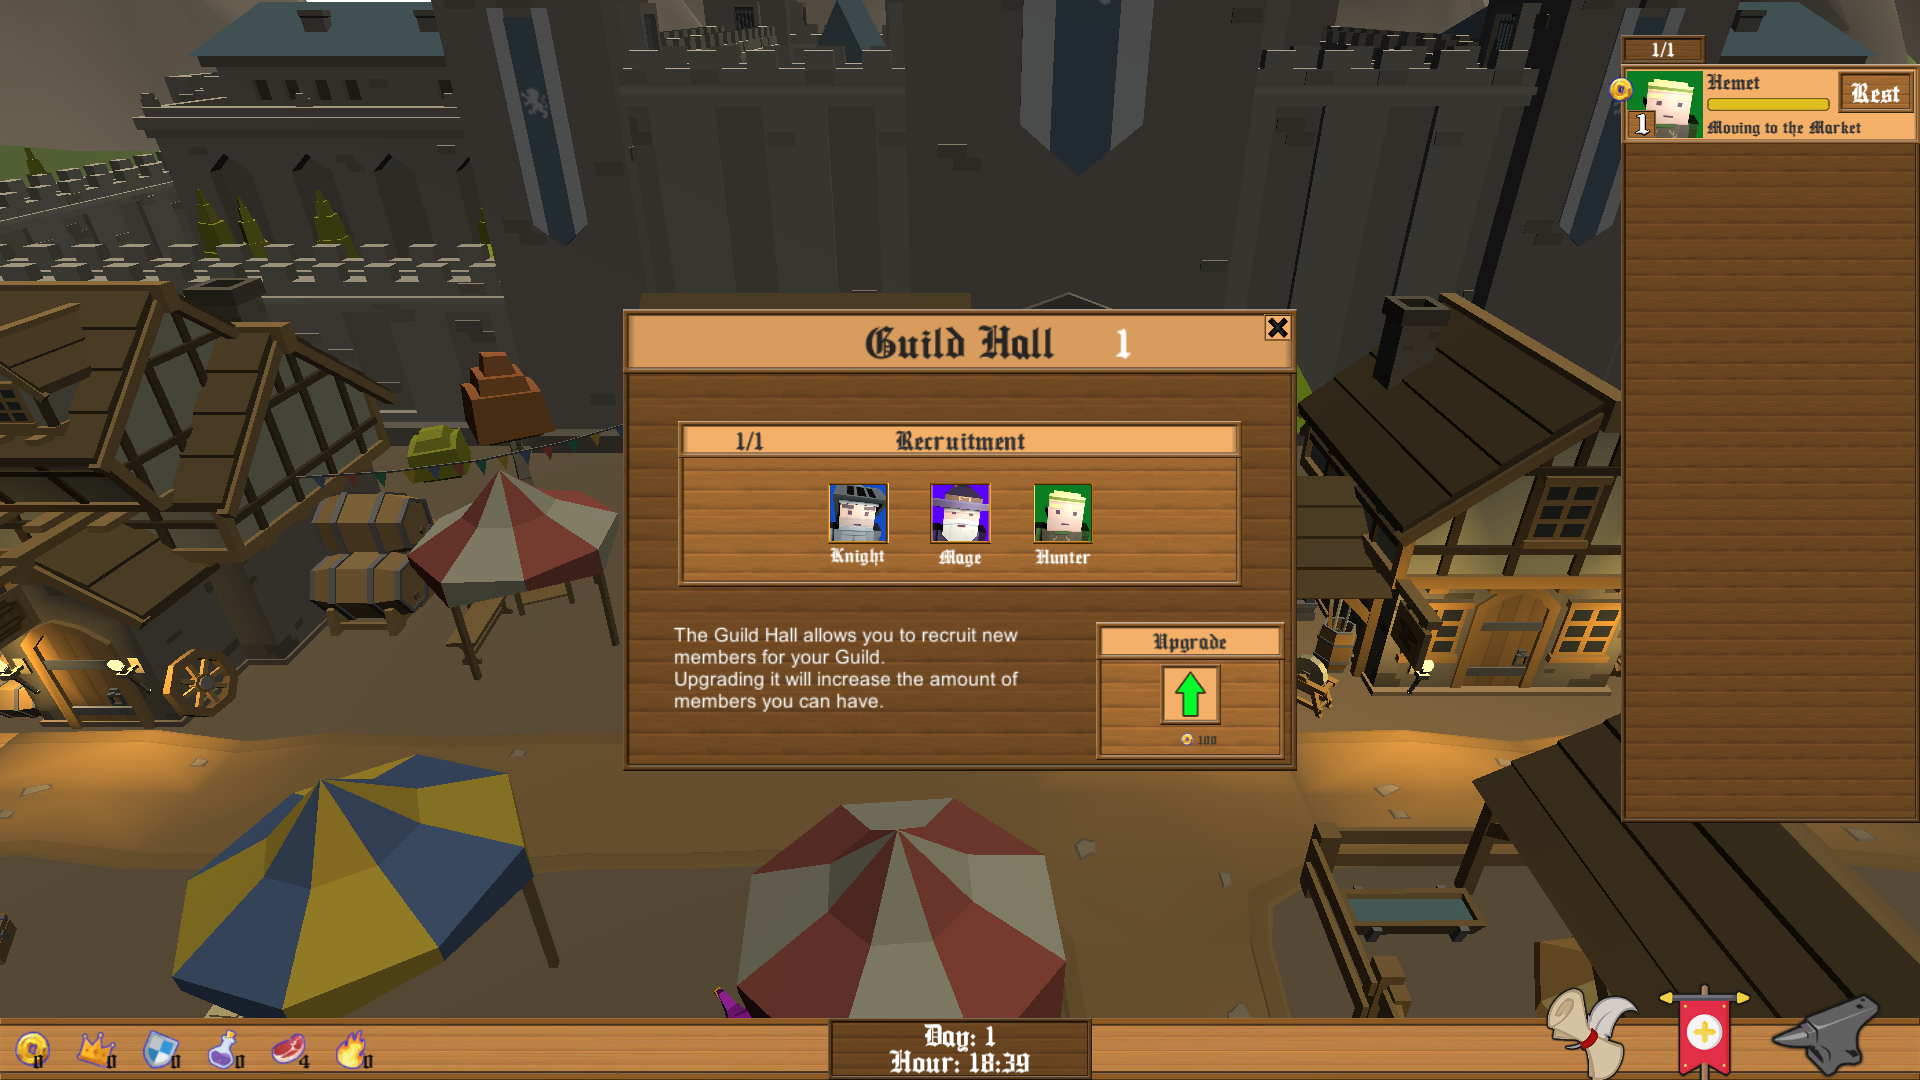 1/1
Hemet
Rest
1
Moving to the Market
Guild Hall 1
1/1 Recruitment
Knight Mage Hunter
The Guild Hall allows you to recruit new
members for your Guild.
Upgrading it will increase the amount of
members you can have.
Upgrade
100
0 0 0 0 4 0
Day: 1
Hour: 18:39